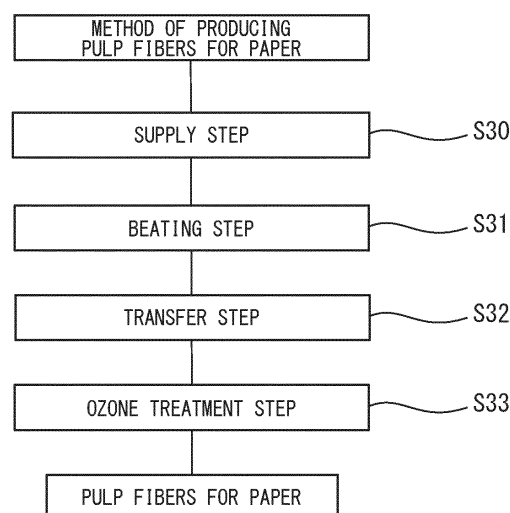 METHOD OF PRODUCING
PULP FIBERS FOR PAPER
SUPPLY STEP
S30
BEATING STEP
S31
TRANSFER STEP
S32
OZONE TREATMENT STEP
S33
PULP FIBERS FOR PAPER